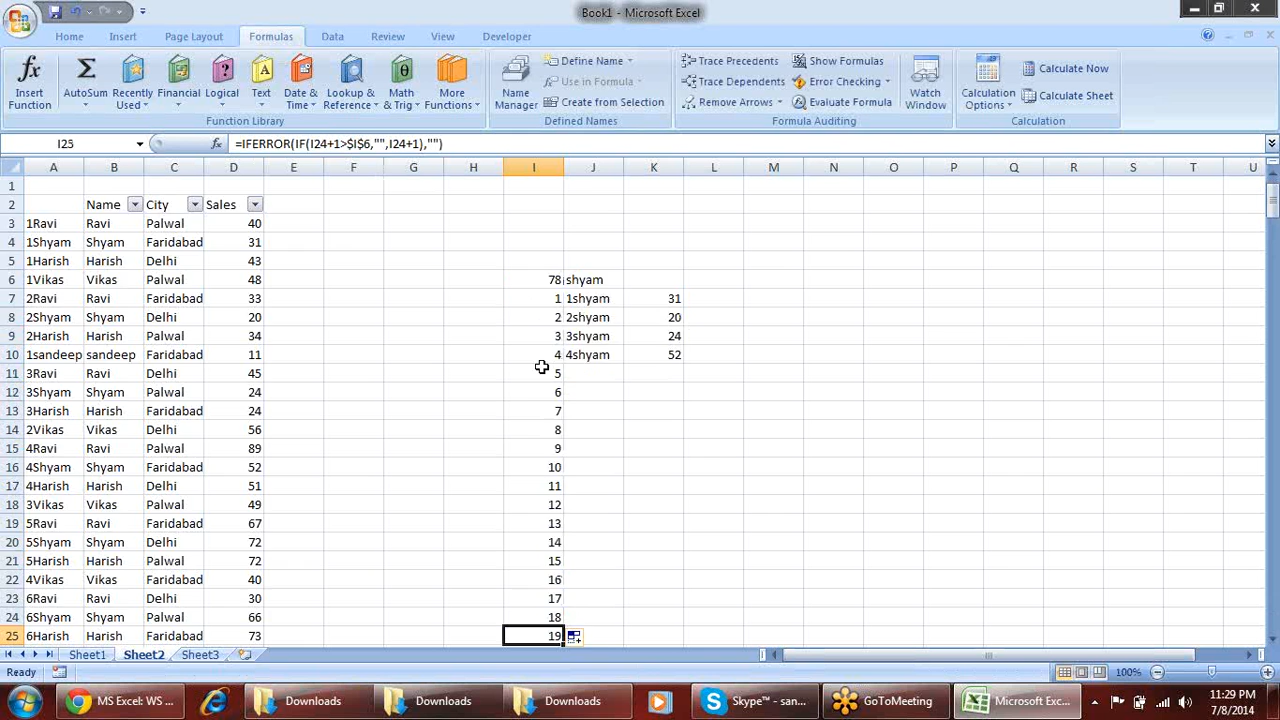 Book1 - Microsoft Excel
Home Insert Page Layout Formulas Data Review View Developer
Insert Function
AutoSum
Recently Used
Financial
Logical
Text
Date & Time
Lookup & Reference
Math & Trig
More Functions
Function Library
Name Manager
Define Name
Use in Formula
Create from Selection
Defined Names
Trace Precedents
Trace Dependents
Remove Arrows
Show Formulas
Error Checking
Evaluate Formula
Formula Auditing
Watch Window
Calculation Options
Calculate Now
Calculate Sheet
Calculation
I25 fx =IFERROR(IF(I24+1>$I$6,"",I24+1),"")
A B C D E F G H I J K L M N O P Q R S T U
1
2 Name City Sales
3 1Ravi Ravi Palwal 40
4 1Shyam Shyam Faridabad 31
5 1Harish Harish Delhi 43
6 1Vikas Vikas Palwal 48 78 shyam
7 2Ravi Ravi Faridabad 33 1 1shyam 31
8 2Shyam Shyam Delhi 20 2 2shyam 20
9 2Harish Harish Palwal 34 3 3shyam 24
10 1sandeep sandeep Faridabad 11 4 4shyam 52
11 3Ravi Ravi Delhi 45 5
12 3Shyam Shyam Palwal 24 6
13 3Harish Harish Faridabad 24 7
14 2Vikas Vikas Delhi 56 8
15 4Ravi Ravi Palwal 89 9
16 4Shyam Shyam Faridabad 52 10
17 4Harish Harish Delhi 51 11
18 3Vikas Vikas Palwal 49 12
19 5Ravi Ravi Faridabad 67 13
20 5Shyam Shyam Delhi 72 14
21 5Harish Harish Palwal 72 15
22 4Vikas Vikas Faridabad 40 16
23 6Ravi Ravi Delhi 30 17
24 6Shyam Shyam Palwal 66 18
25 6Harish Harish Faridabad 73 19
Sheet1 Sheet2 Sheet3
Ready 100%
MS Excel: WS ... Downloads Downloads Downloads Skype™ - san... GoToMeeting Microsoft Exc...
11:29 PM
7/8/2014